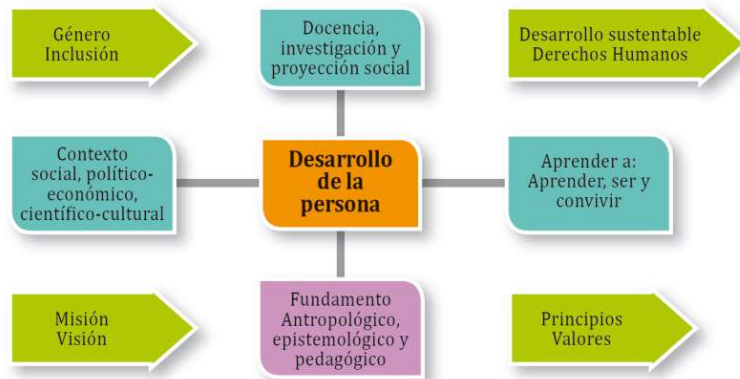 Género
Inclusión
Docencia,
investigación y
proyección social
Desarrollo sustentable
Derechos Humanos
Contexto
social, político-
económico,
científico-cultural
Desarrollo
de la
persona
Aprender a:
Aprender, ser y
convivir
Misión
Visión
Fundamento
Antropológico,
epistemológico y
pedagógico
Principios
Valores